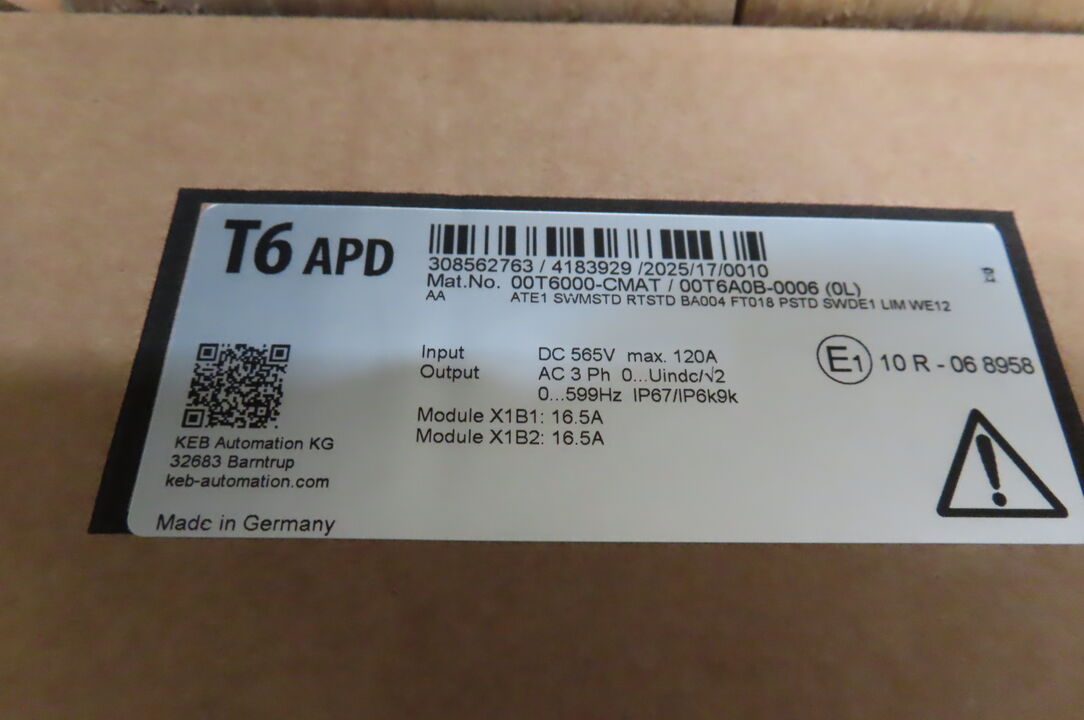 T6 APD
308562763 / 4183929 /2025/17/0010
Mat.No. 00T6000-CMAT / 00T6A0B-0006 (0L)
AA ATE1 SWMSTD RTSTD BA004 FT018 PSTD SWDE1 LIM WE12
Input DC 565V max. 120A
Output AC 3 Ph 0...Uindc/√2
0...599Hz IP67/IP6k9k
Module X1B1: 16.5A
Module X1B2: 16.5A
E1 10 R - 06 8958
KEB Automation KG
32683 Barntrup
keb-automation.com
Made in Germany